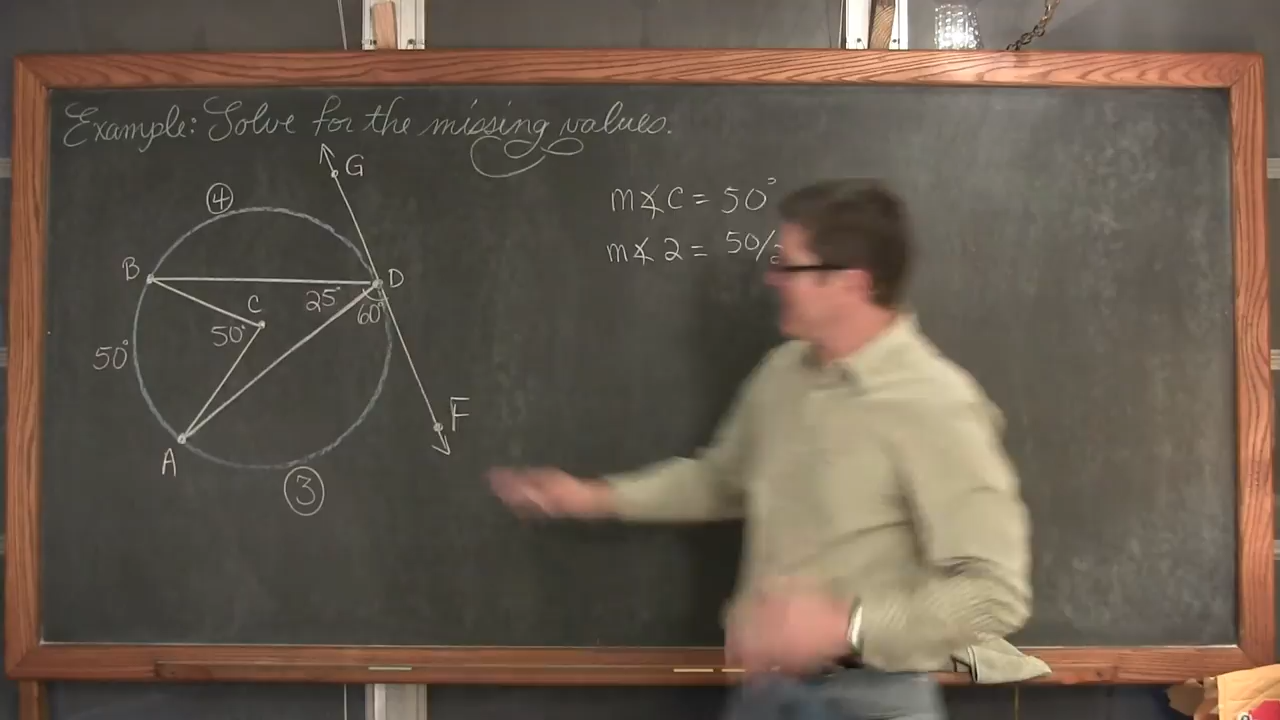 Example: Solve for the missing values.
G
④
m∡C = 50°
m∡2 = 50/2
B
D
25°
C
60°
50°
50°
F
A
③